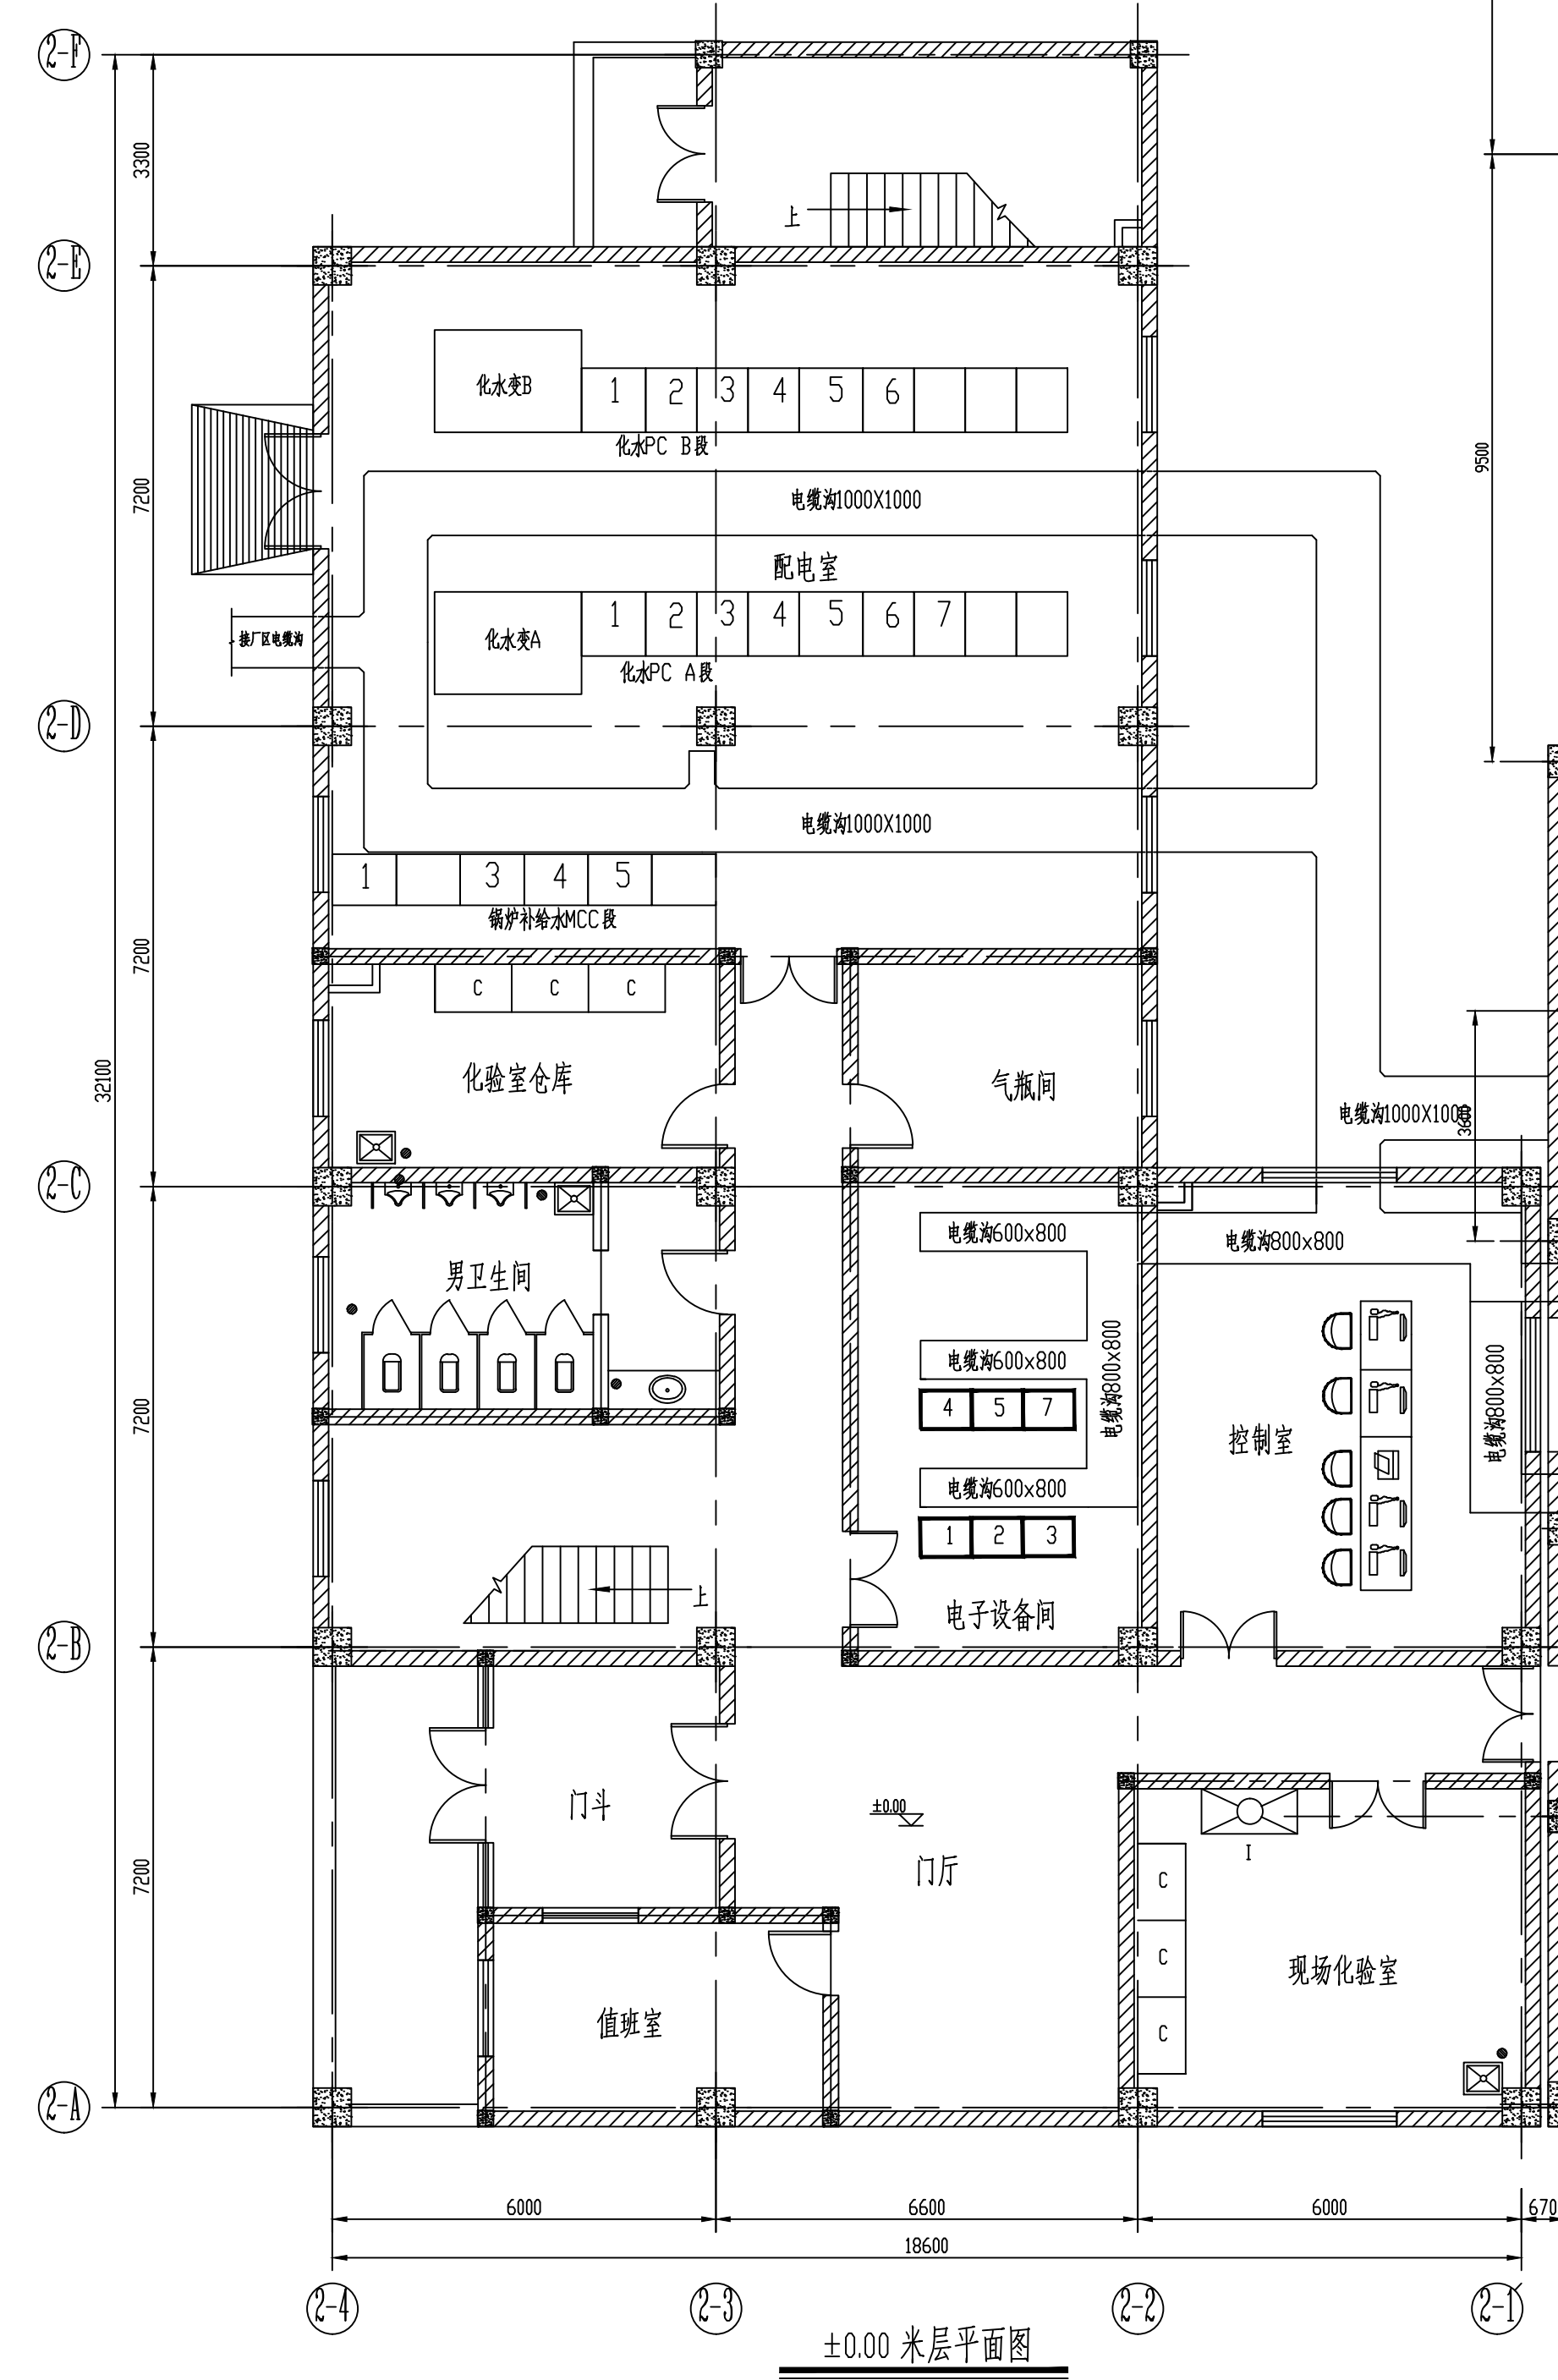 2-F
3300
上
2-E
9500
化水变B
1 2 3 4 5 6
化水PC B段
7200
电缆沟1000X1000
配电室
化水变A
1 2 3 4 5 6 7
接厂区电缆沟
化水PC A段
2-D
电缆沟1000X1000
1 3 4 5
锅炉补给水MCC段
7200
C C C
32100
化验室仓库
气瓶间
电缆沟1000X1000
3600
2-C
电缆沟600x800
电缆沟800x800
男卫生间
电缆沟600x800
电缆沟800x800
电缆沟800x800
4 5 7
7200
控制室
电缆沟600x800
1 2 3
上
电子设备间
2-B
门斗
±0.00
门厅
I
7200
C
C
C
现场化验室
值班室
2-A
6000
6600
6000
670
18600
2-4
2-3
2-2
2-1
±0.00 米层平面图